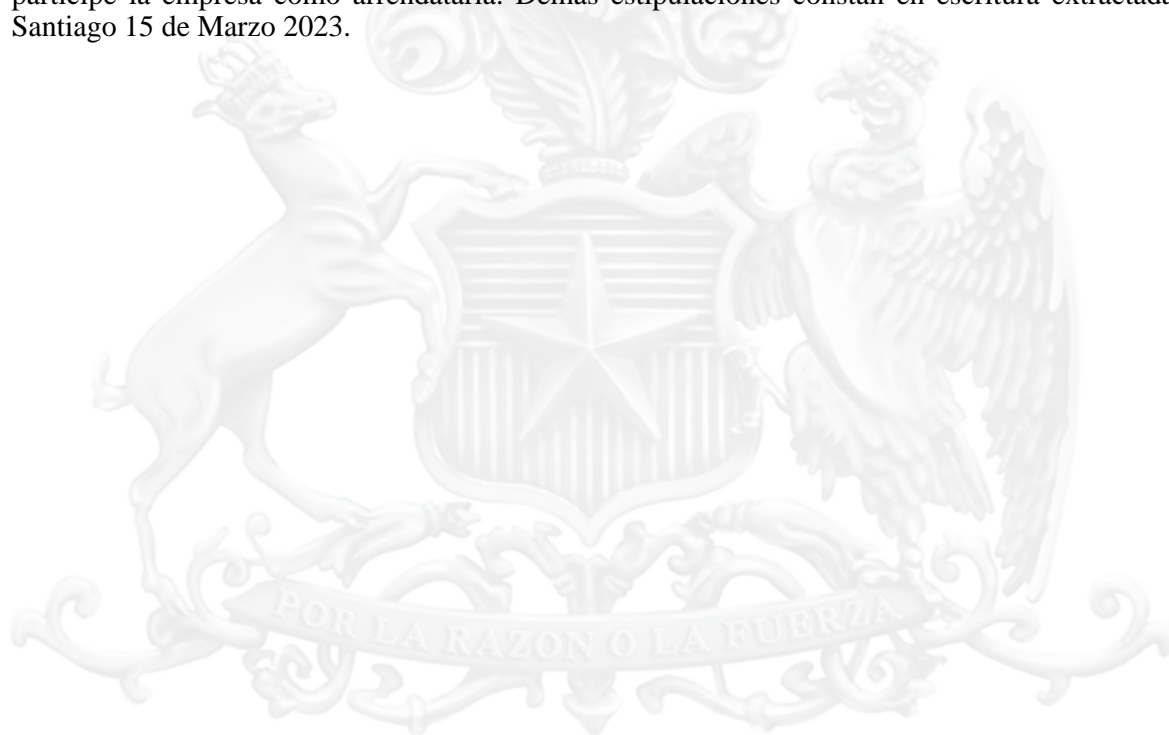 participe la empresa como arrendataria. Demás estipulaciones constan en escritura extractada
Santiago 15 de Marzo 2023.
POR LA RAZON O LA FUERZA